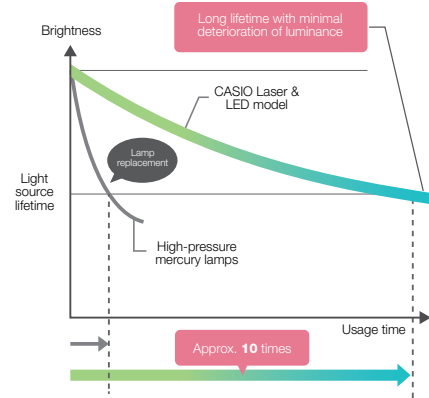 Long lifetime with minimal
deterioration of luminance
Brightness
CASIO Laser &
LED model
Lamp
replacement
Light
source
lifetime
High-pressure
mercury lamps
Usage time
Approx. 10 times